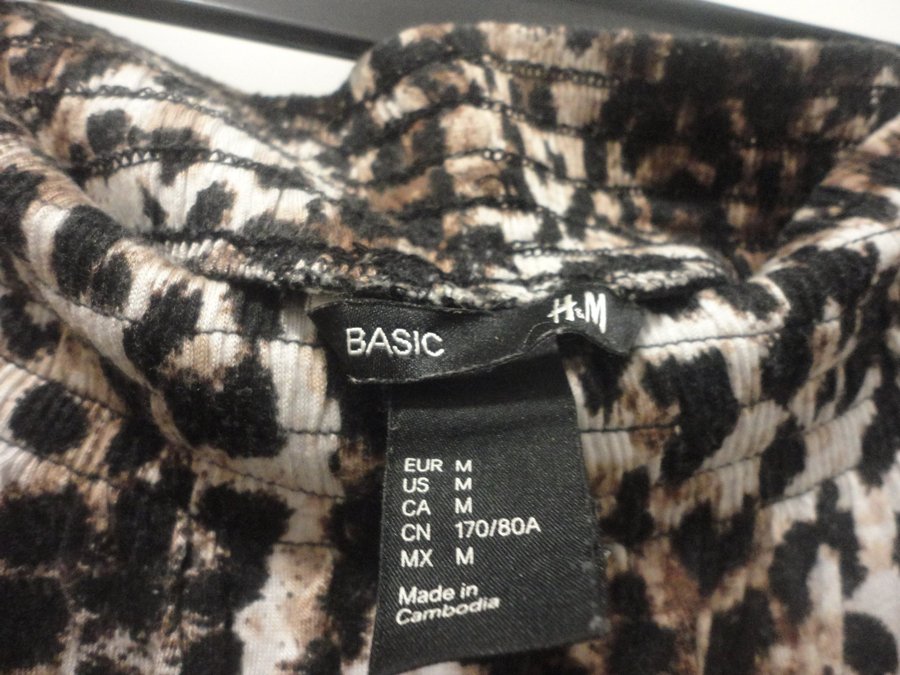 BASIC
H&M
EUR M
US M
CA M
CN 170/80A
MX M
Made in
Cambodia